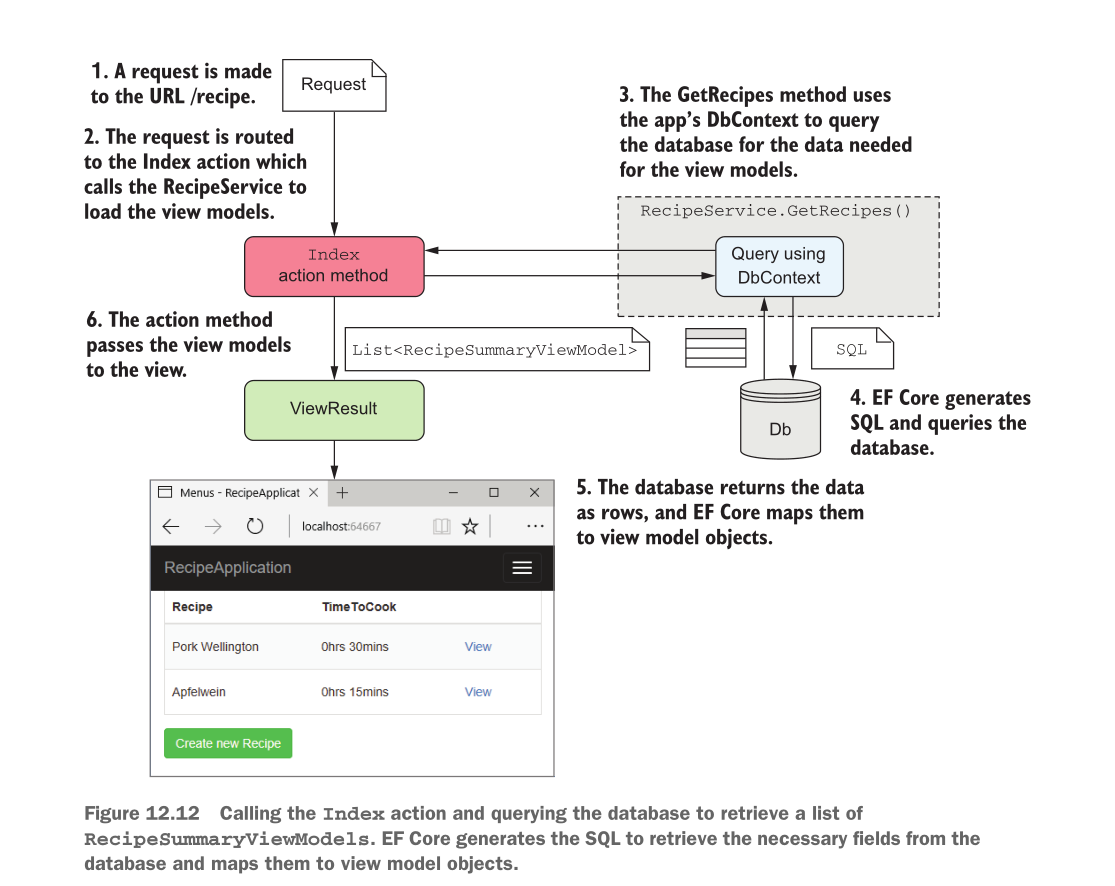 1. A request is made
to the URL /recipe.
Request
2. The request is routed
to the Index action which
calls the RecipeService to
load the view models.
3. The GetRecipes method uses
the app's DbContext to query
the database for the data needed
for the view models.
RecipeService.GetRecipes()
Index
action method
Query using
DbContext
6. The action method
passes the view models
to the view.
List<RecipeSummaryViewModel>
SQL
ViewResult
Db
4. EF Core generates
SQL and queries the
database.
5. The database returns the data
as rows, and EF Core maps them
to view model objects.
Menus - RecipeApplicat
localhost:64667
RecipeApplication
Recipe TimeToCook
Pork Wellington 0hrs 30mins View
Apfelwein 0hrs 15mins View
Create new Recipe
Figure 12.12 Calling the Index action and querying the database to retrieve a list of
RecipeSummaryViewModels. EF Core generates the SQL to retrieve the necessary fields from the
database and maps them to view model objects.